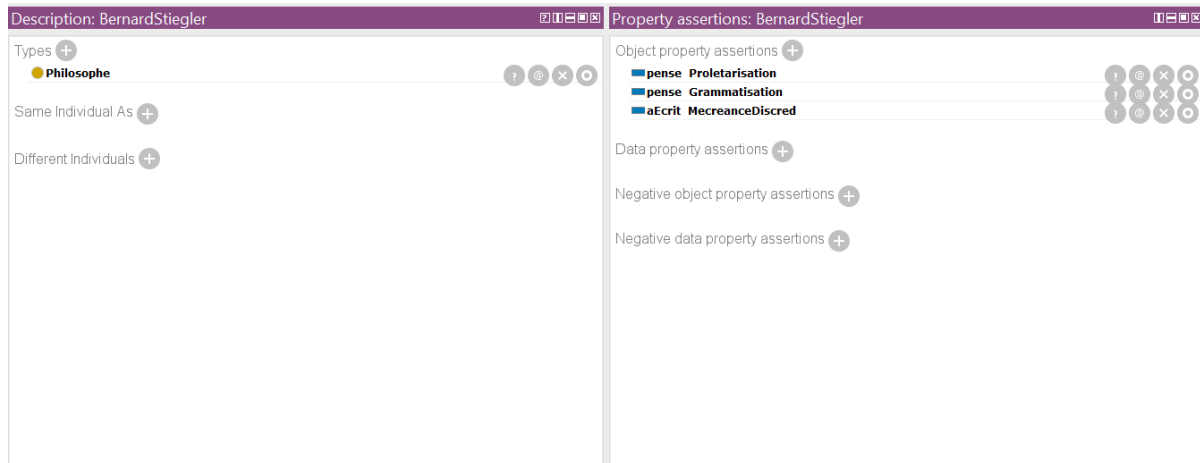 Description: BernardStiegler
Types
Philosophe
Same Individual As
Different Individuals
Property assertions: BernardStiegler
Object property assertions
pense Proletarisation
pense Grammatisation
aEcrit MecreanceDiscred
Data property assertions
Negative object property assertions
Negative data property assertions